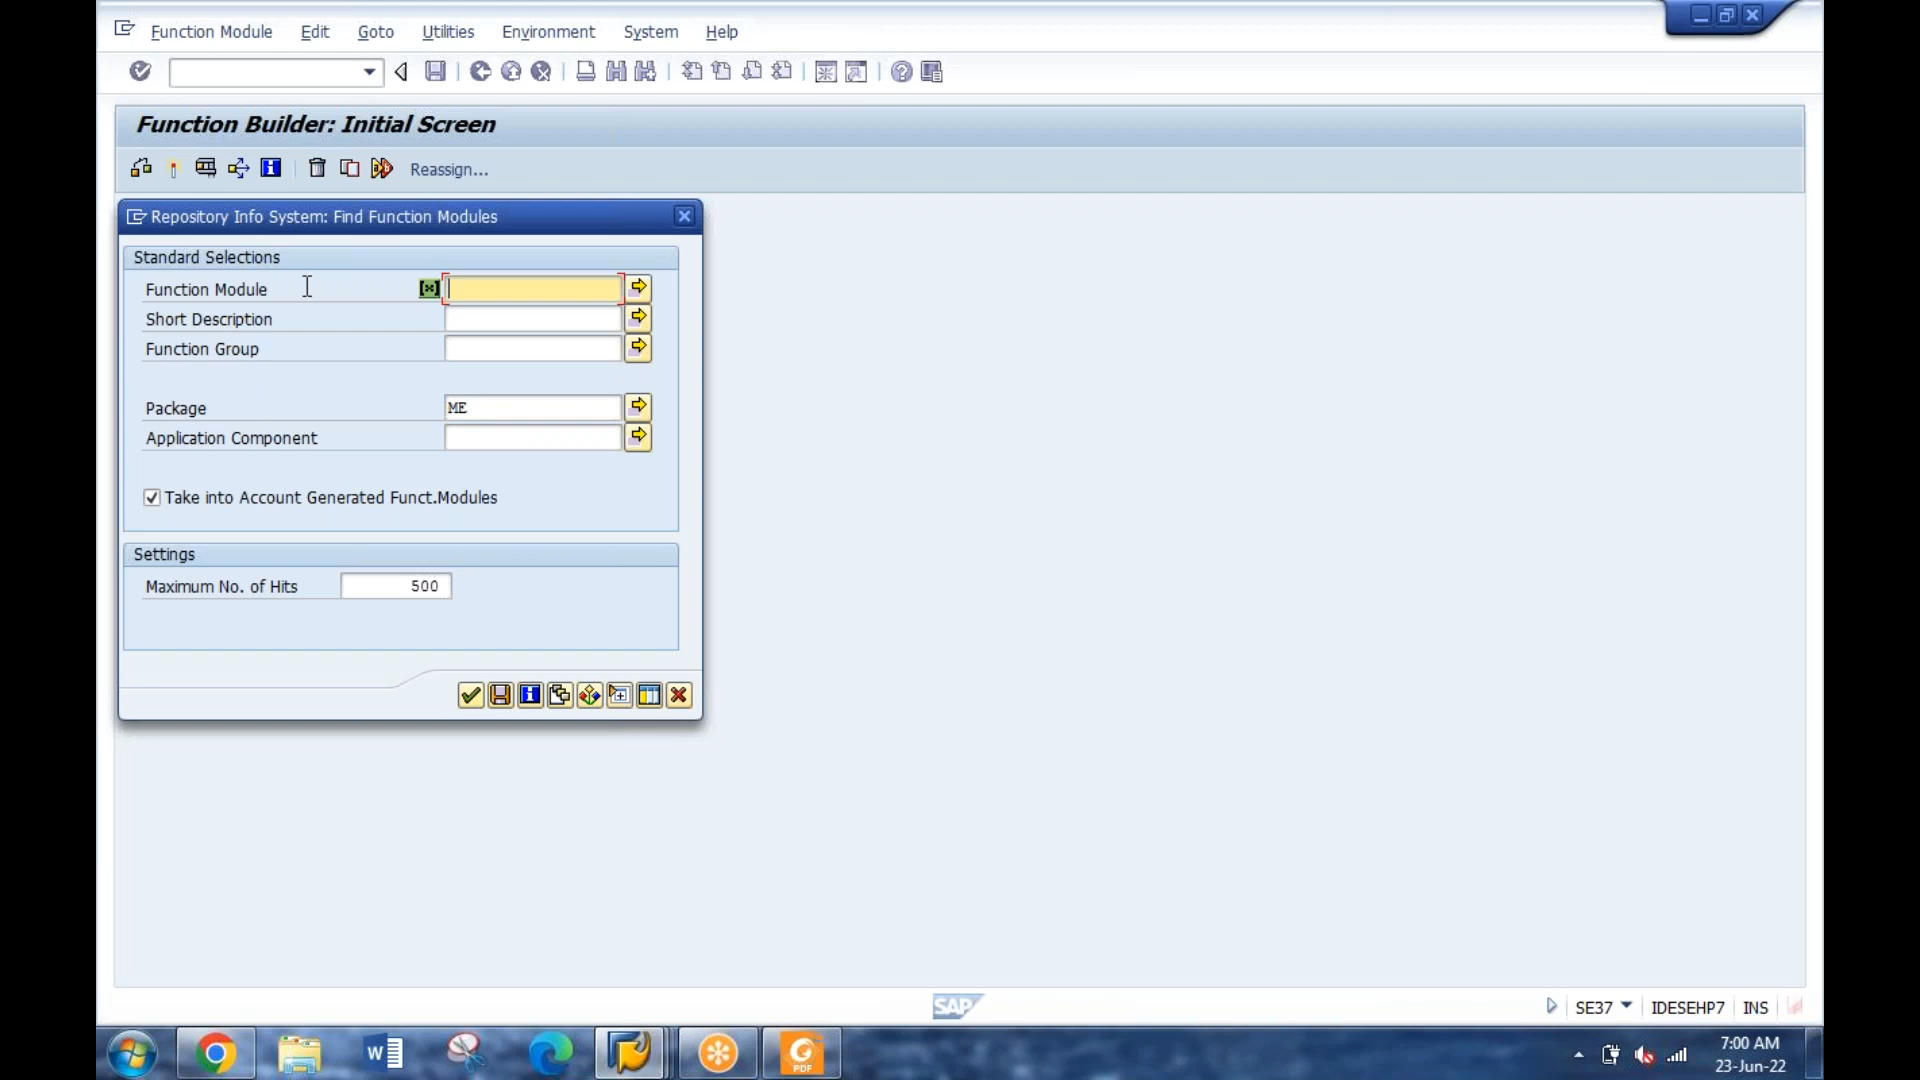 Function Module Edit Goto Utilities Environment System Help
Function Builder: Initial Screen
Reassign...
Repository Info System: Find Function Modules
Standard Selections
Function Module
Short Description
Function Group
Package ME
Application Component
Take into Account Generated Funct.Modules
Settings
Maximum No. of Hits 500
SAP
SE37 IDESEHP7 INS
W
PDF
7:00 AM
23-Jun-22